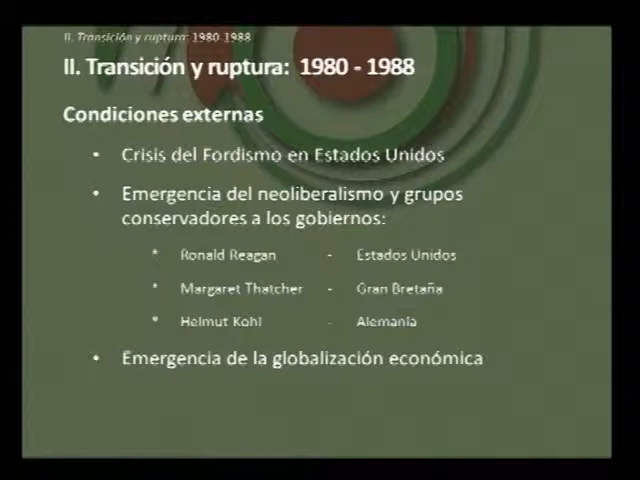 II. Transición y ruptura: 1980-1988
II. Transición y ruptura: 1980 - 1988
Condiciones externas
• Crisis del Fordismo en Estados Unidos
• Emergencia del neoliberalismo y grupos
conservadores a los gobiernos:
* Ronald Reagan - Estados Unidos
* Margaret Thatcher - Gran Bretaña
* Helmut Kohl - Alemania
• Emergencia de la globalización económica